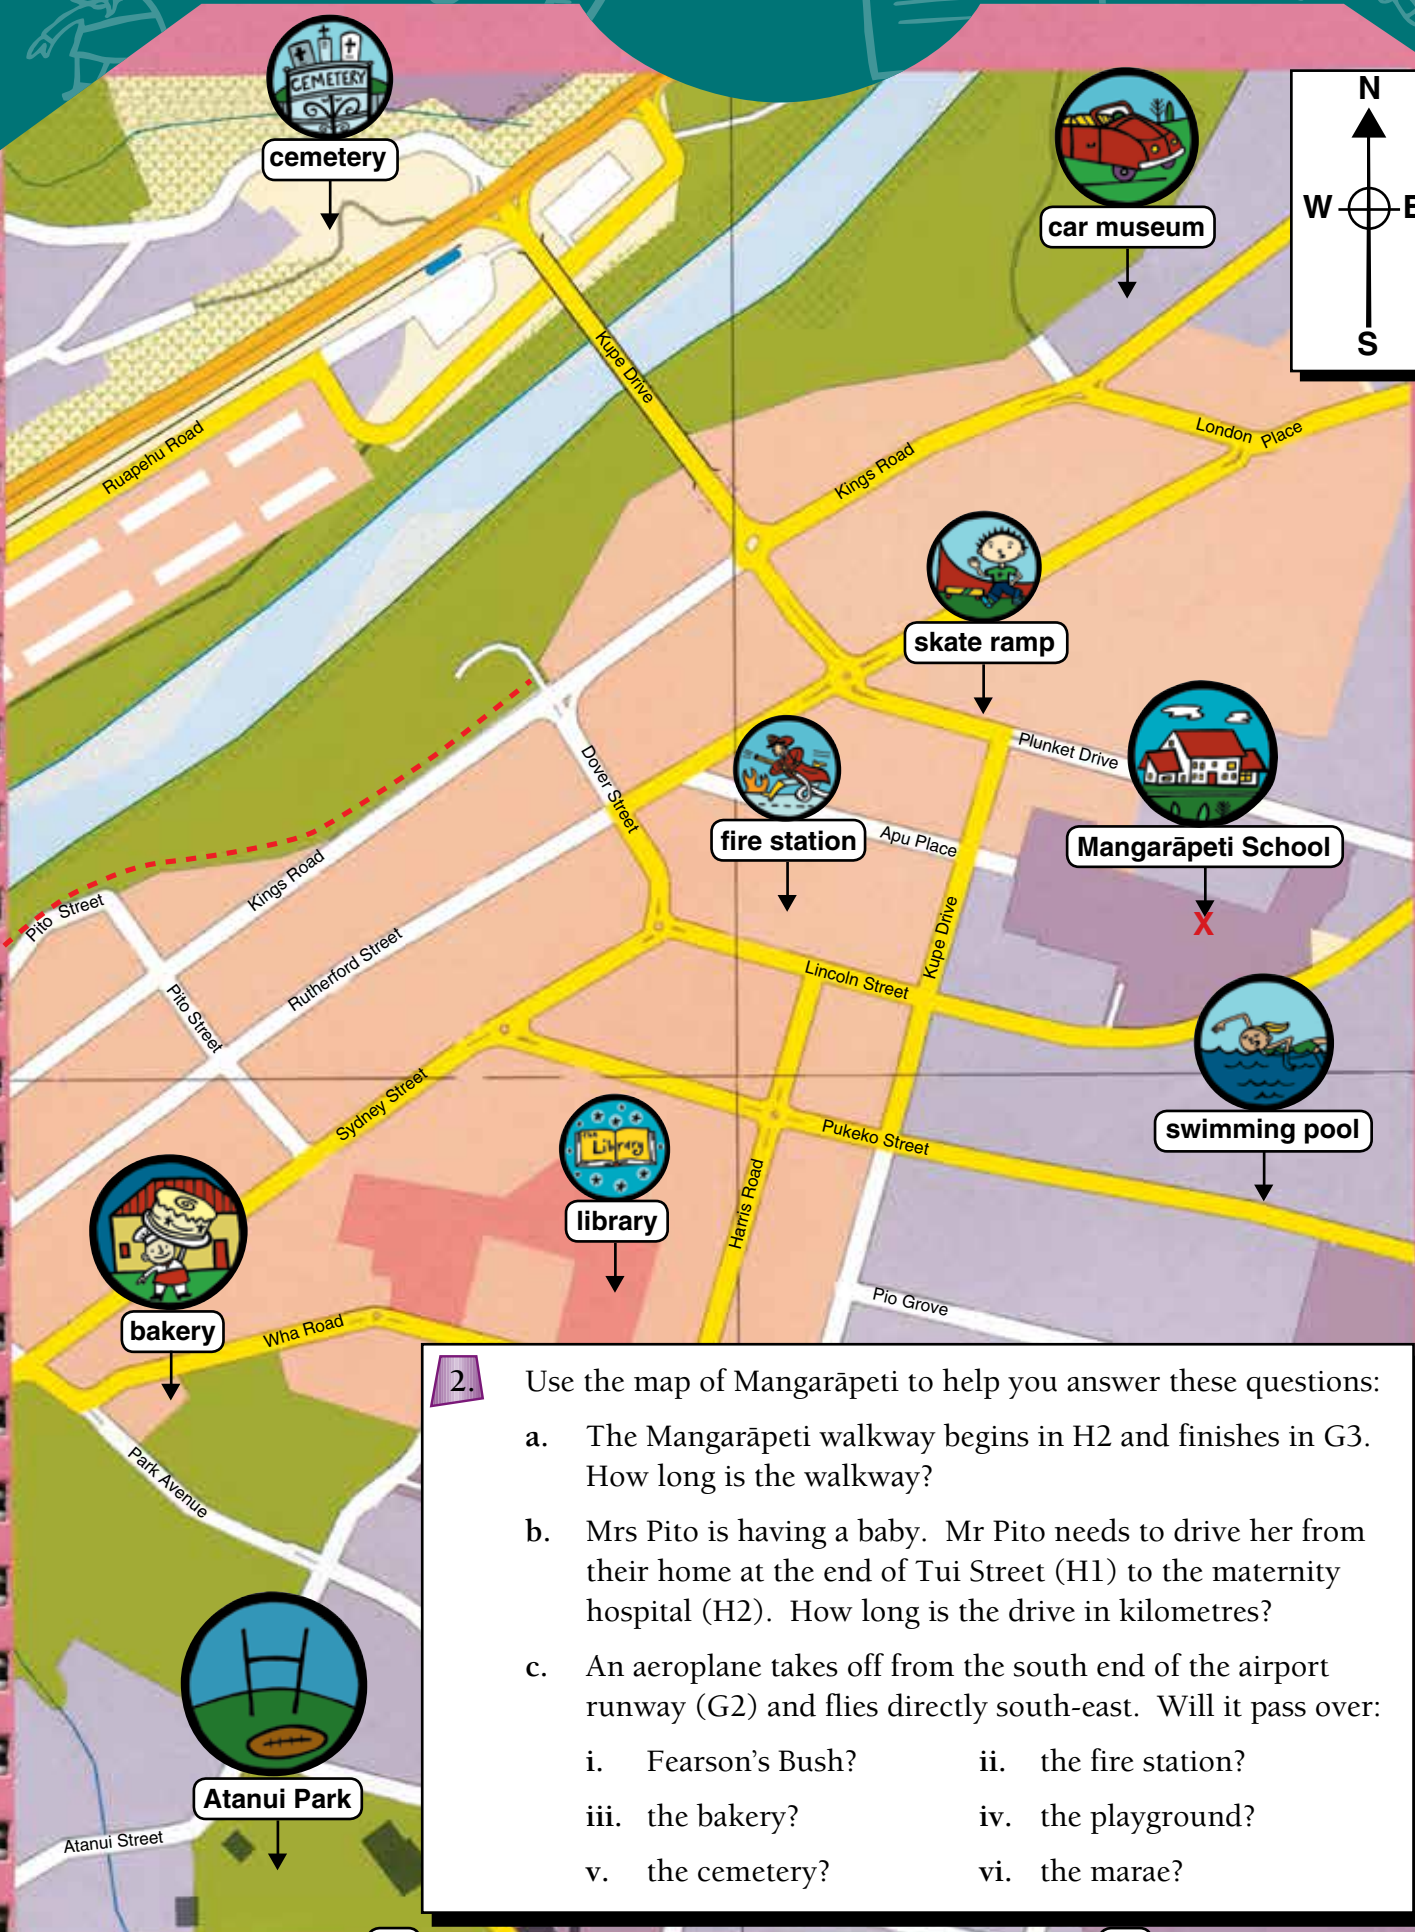 CEMETERY
cemetery
car museum
N
W
E
S
Kupe Drive
Ruapehu Road
Kings Road
London Place
skate ramp
Plunket Drive
Dover Street
fire station
Apu Place
Mangarāpeti School
X
Pito Street
Kings Road
Rutherford Street
Kupe Drive
Lincoln Street
Pito Street
Sydney Street
swimming pool
The
Library
library
Pukeko Street
Harris Road
bakery
Wha Road
Pio Grove
Park Avenue
Atanui Park
Atanui Street
2. Use the map of Mangarāpeti to help you answer these questions:
a. The Mangarāpeti walkway begins in H2 and finishes in G3.
How long is the walkway?
b. Mrs Pito is having a baby. Mr Pito needs to drive her from
their home at the end of Tui Street (H1) to the maternity
hospital (H2). How long is the drive in kilometres?
c. An aeroplane takes off from the south end of the airport
runway (G2) and flies directly south-east. Will it pass over:
i. Fearson's Bush? ii. the fire station?
iii. the bakery? iv. the playground?
v. the cemetery? vi. the marae?